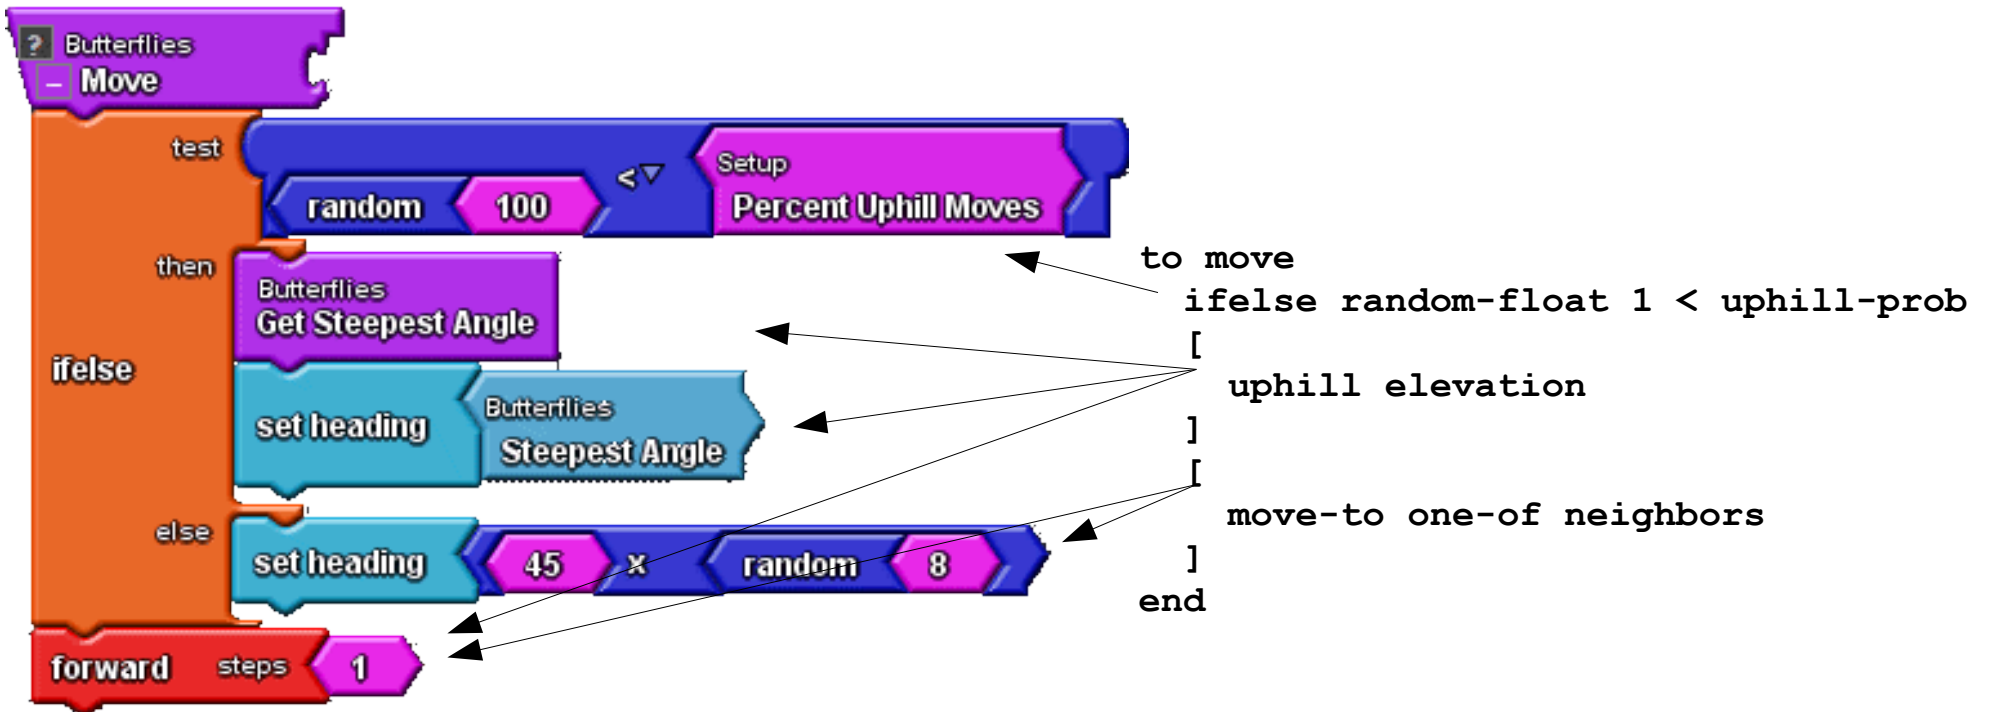 ? Butterflies
– Move
test
random 100 < Setup
Percent Uphill Moves
then
Butterflies
Get Steepest Angle
ifelse
set heading
Butterflies
Steepest Angle
else
set heading 45 x random 8
forward steps 1
to move
ifelse random-float 1 < uphill-prob
[
uphill elevation
]
[
move-to one-of neighbors
]
end